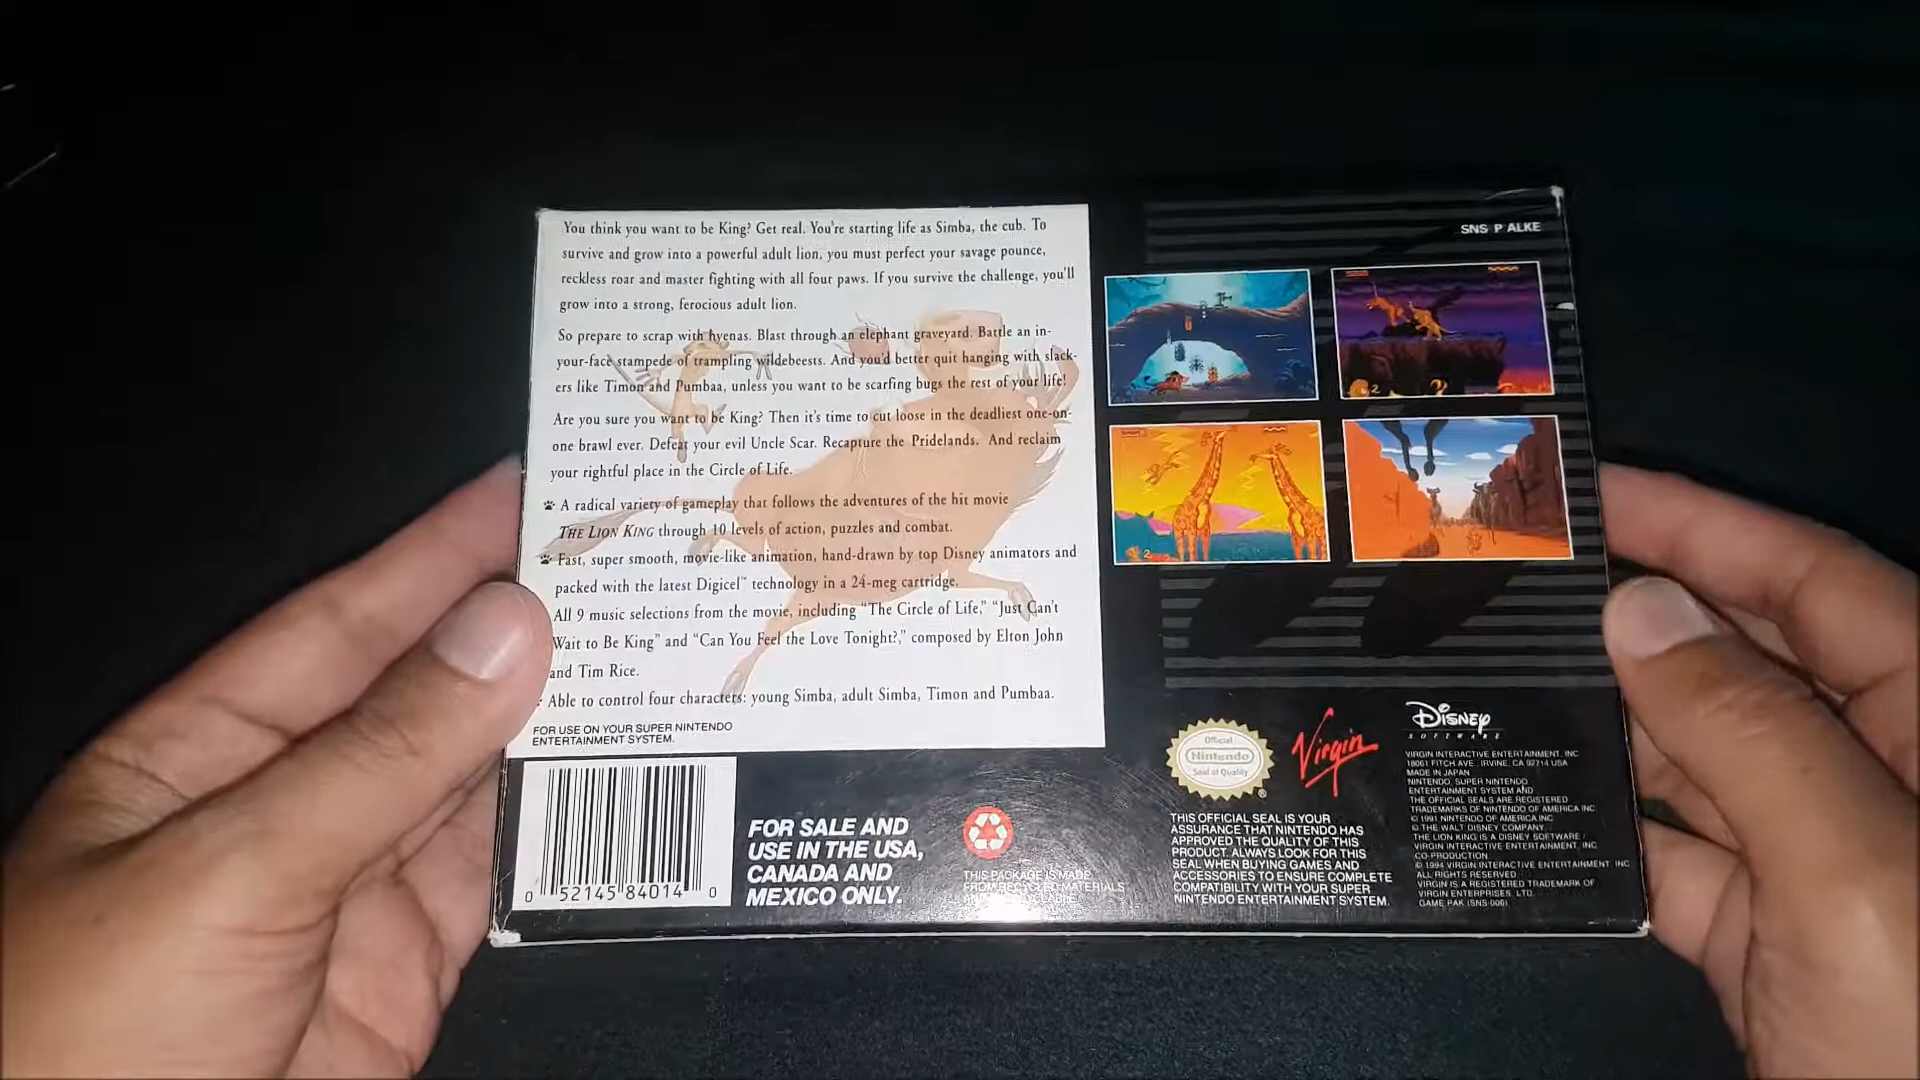 You think you want to be King? Get real. You're starting life as Simba, the cub. To
survive and grow into a powerful adult lion, you must perfect your savage pounce,
reckless roar and master fighting with all four paws. If you survive the challenge, you'll
grow into a strong, ferocious adult lion.
So prepare to scrap with hyenas. Blast through an elephant graveyard. Battle an in-
your-face stampede of trampling wildebeests. And you'd better quit hanging with slack-
ers like Timon and Pumbaa, unless you want to be scarfing bugs the rest of your life!
Are you sure you want to be King? Then it's time to cut loose in the deadliest one-on-
one brawl ever. Defeat your evil Uncle Scar. Recapture the Pridelands. And reclaim
your rightful place in the Circle of Life.
A radical variety of gameplay that follows the adventures of the hit movie
THE LION KING through 10 levels of action, puzzles and combat.
Fast, super smooth, movie-like animation, hand-drawn by top Disney animators and
packed with the latest Digicel™ technology in a 24-meg cartridge.
All 9 music selections from the movie, including “The Circle of Life,” “Just Can't
Wait to Be King” and “Can You Feel the Love Tonight?,” composed by Elton John
and Tim Rice.
Able to control four characters: young Simba, adult Simba, Timon and Pumbaa.
FOR USE ON YOUR SUPER NINTENDO
ENTERTAINMENT SYSTEM.
0 52145 84014 0
FOR SALE AND
USE IN THE USA,
CANADA AND
MEXICO ONLY.
THIS PACKAGE IS MADE
FROM RECYCLED MATERIALS
SNS P ALKE
2
2
Official
Nintendo
Seal of Quality
®
Virgin
Disney
SOFTWARE
THIS OFFICIAL SEAL IS YOUR
ASSURANCE THAT NINTENDO HAS
APPROVED THE QUALITY OF THIS
PRODUCT. ALWAYS LOOK FOR THIS
SEAL WHEN BUYING GAMES AND
ACCESSORIES TO ENSURE COMPLETE
COMPATIBILITY WITH YOUR SUPER
NINTENDO ENTERTAINMENT SYSTEM.
VIRGIN INTERACTIVE ENTERTAINMENT, INC
18061 FITCH AVE., IRVINE, CA 92714 USA
MADE IN JAPAN
NINTENDO, SUPER NINTENDO
ENTERTAINMENT SYSTEM AND
THE OFFICIAL SEALS ARE REGISTERED
TRADEMARKS OF NINTENDO OF AMERICA INC
© 1991 NINTENDO OF AMERICA INC
© THE WALT DISNEY COMPANY.
THE LION KING IS A DISNEY SOFTWARE /
VIRGIN INTERACTIVE ENTERTAINMENT, INC.
CO-PRODUCTION
© 1994 VIRGIN INTERACTIVE ENTERTAINMENT INC
ALL RIGHTS RESERVED
VIRGIN IS A REGISTERED TRADEMARK OF
VIRGIN ENTERPRISES, LTD.
GAME PAK (SNS-006)